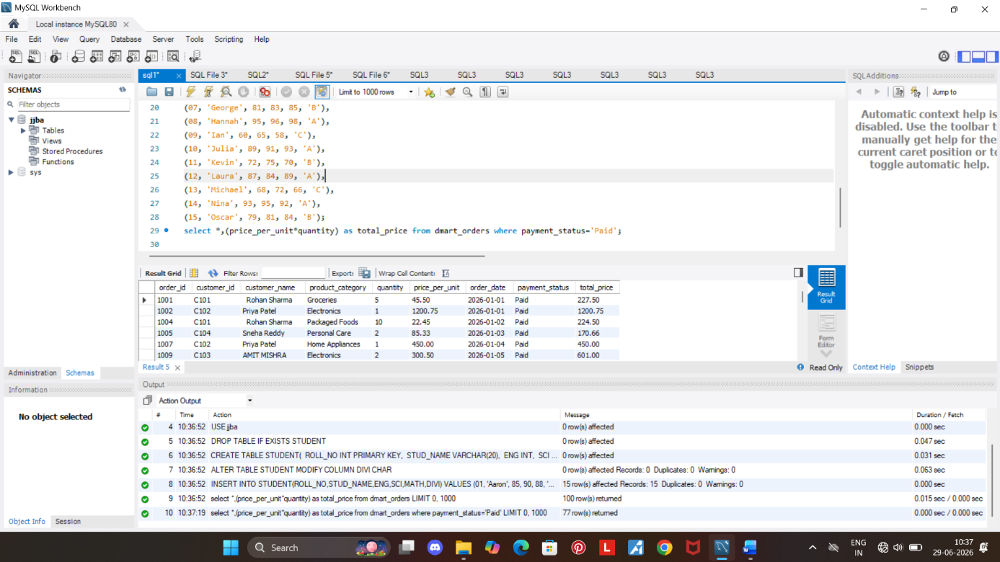 MySQL Workbench
Local instance MySQL80
File Edit View Query Database Server Tools Scripting Help
Navigator
SCHEMAS
Filter objects
jjba
Tables
Views
Stored Procedures
Functions
sys
Administration Schemas
Information
No object selected
Object Info Session
sql1* SQL File 3* SQL2* SQL File 5* SQL File 6* SQL3 SQL3 SQL3 SQL3 SQL3 SQL3 SQL3
Limit to 1000 rows
20 (07, 'George', 81, 83, 85, 'B'),
21 (08, 'Hannah', 95, 96, 98, 'A'),
22 (09, 'Ian', 60, 65, 58, 'C'),
23 (10, 'Julia', 89, 91, 93, 'A'),
24 (11, 'Kevin', 72, 75, 70, 'B'),
25 (12, 'Laura', 87, 84, 89, 'A'),
26 (13, 'Michael', 68, 72, 66, 'C'),
27 (14, 'Nina', 93, 95, 92, 'A'),
28 (15, 'Oscar', 79, 81, 84, 'B');
29 select *,(price_per_unit*quantity) as total_price from dmart_orders where payment_status='Paid';
30
Result Grid Filter Rows: Export: Wrap Cell Content:
order_id customer_id customer_name product_category quantity price_per_unit order_date payment_status total_price
1001 C101 Rohan Sharma Groceries 5 45.50 2026-01-01 Paid 227.50
1002 C102 Priya Patel Electronics 1 1200.75 2026-01-01 Paid 1200.75
1004 C101 Rohan Sharma Packaged Foods 10 22.45 2026-01-02 Paid 224.50
1005 C104 Sneha Reddy Personal Care 2 85.33 2026-01-03 Paid 170.66
1007 C102 Priya Patel Home Appliances 1 450.00 2026-01-04 Paid 450.00
1009 C103 AMIT MISHRA Electronics 2 300.50 2026-01-05 Paid 601.00
Result Grid
Form Editor
Result 5
Read Only
SQLAdditions
Jump to
Automatic context help is
disabled. Use the toolbar t
manually get help for the
current caret position or to
toggle automatic help.
Context Help Snippets
Output
Action Output
# Time Action Message Duration / Fetch
4 10:36:52 USE jjba 0 row(s) affected 0.000 sec
5 10:36:52 DROP TABLE IF EXISTS STUDENT 0 row(s) affected 0.047 sec
6 10:36:52 CREATE TABLE STUDENT( ROLL_NO INT PRIMARY KEY, STUD_NAME VARCHAR(20), ENG INT, SCI ... 0 row(s) affected 0.031 sec
7 10:36:52 ALTER TABLE STUDENT MODIFY COLUMN DIVI CHAR 0 row(s) affected Records: 0 Duplicates: 0 Warnings: 0 0.063 sec
8 10:36:52 INSERT INTO STUDENT(ROLL_NO,STUD_NAME,ENG,SCI,MATH,DIVI) VALUES (01, 'Aaron', 85, 90, 88, '... 15 row(s) affected Records: 15 Duplicates: 0 Warnings: 0 0.000 sec
9 10:36:52 select *,(price_per_unit*quantity) as total_price from dmart_orders LIMIT 0, 1000 100 row(s) returned 0.015 sec / 0.000 sec
10 10:37:19 select *,(price_per_unit*quantity) as total_price from dmart_orders where payment_status='Paid' LIMIT 0, 1000 77 row(s) returned 0.000 sec / 0.000 sec
Search
ENG
IN
10:37
29-06-2026